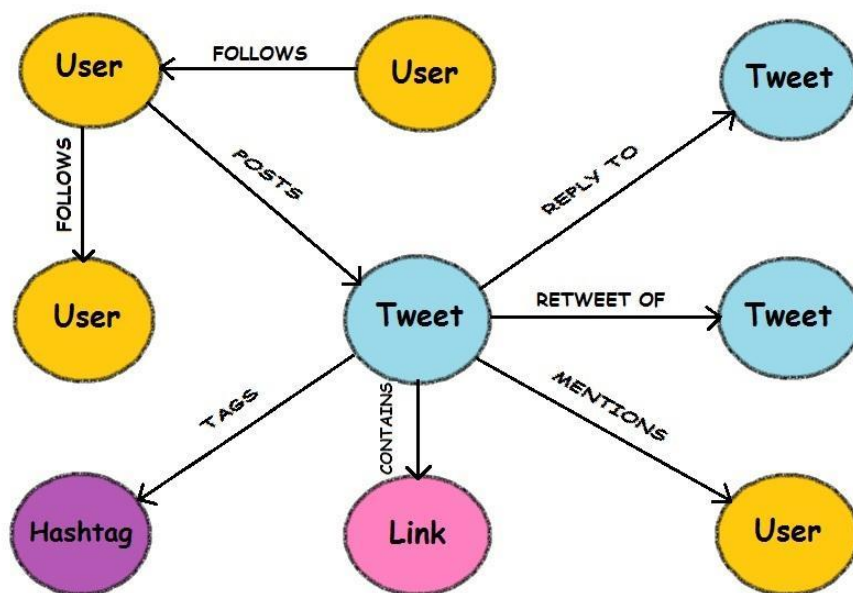 User
FOLLOWS
User
Tweet
FOLLOWS
POSTS
REPLY TO
User
Tweet
RETWEET OF
Tweet
TAGS
CONTAINS
MENTIONS
Hashtag
Link
User